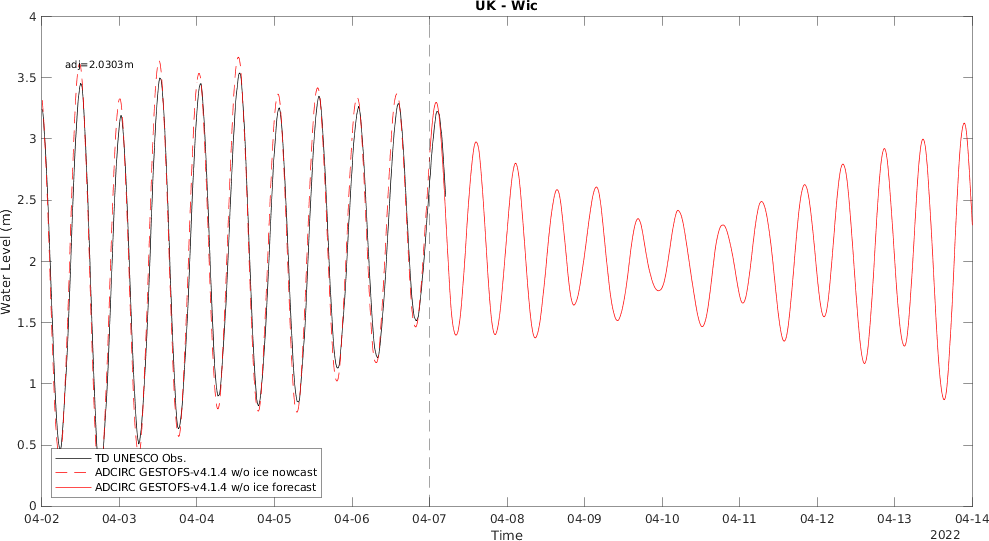 UK - Wic
4
adj=2.0303m
3.5
3
2.5
2
1.5
1
0.5
0
Water Level (m)
TD UNESCO Obs.
ADCIRC GESTOFS-v4.1.4 w/o ice nowcast
ADCIRC GESTOFS-v4.1.4 w/o ice forecast
04-02 04-03 04-04 04-05 04-06 04-07 04-08 04-09 04-10 04-11 04-12 04-13 04-14
Time
2022